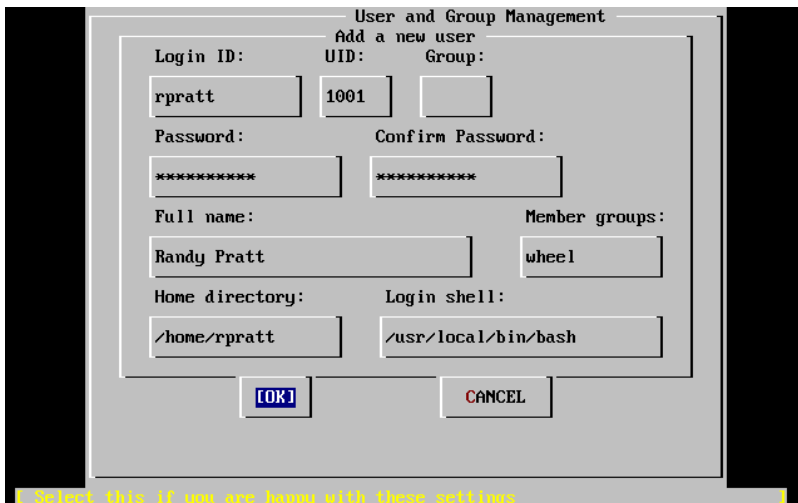 User and Group Management
Add a new user
Login ID: UID: Group:
rpratt 1001
Password: Confirm Password:
********** **********
Full name: Member groups:
Randy Pratt wheel
Home directory: Login shell:
/home/rpratt /usr/local/bin/bash
[OK] CANCEL
[ Select this if you are happy with these settings ]